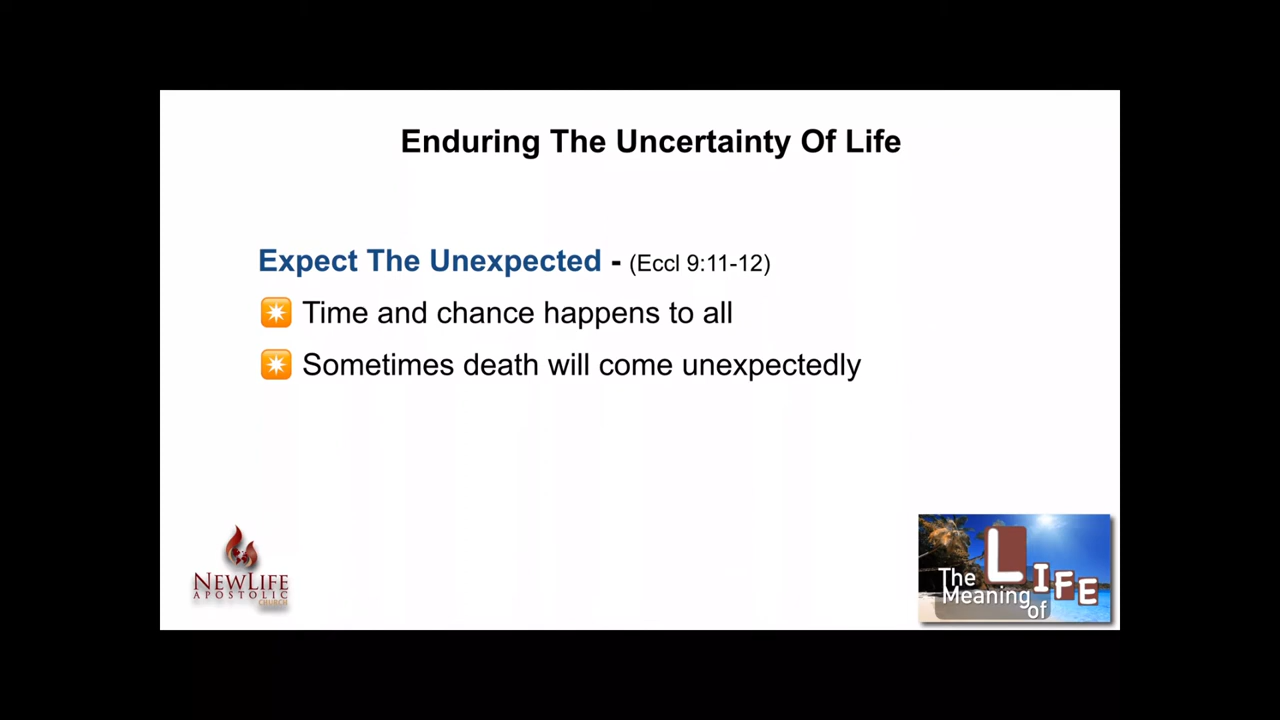 Enduring The Uncertainty Of Life
Expect The Unexpected - (Eccl 9:11-12)
Time and chance happens to all
Sometimes death will come unexpectedly
NEWLIFE
APOSTOLIC
CHURCH
The Meaning of LIFE